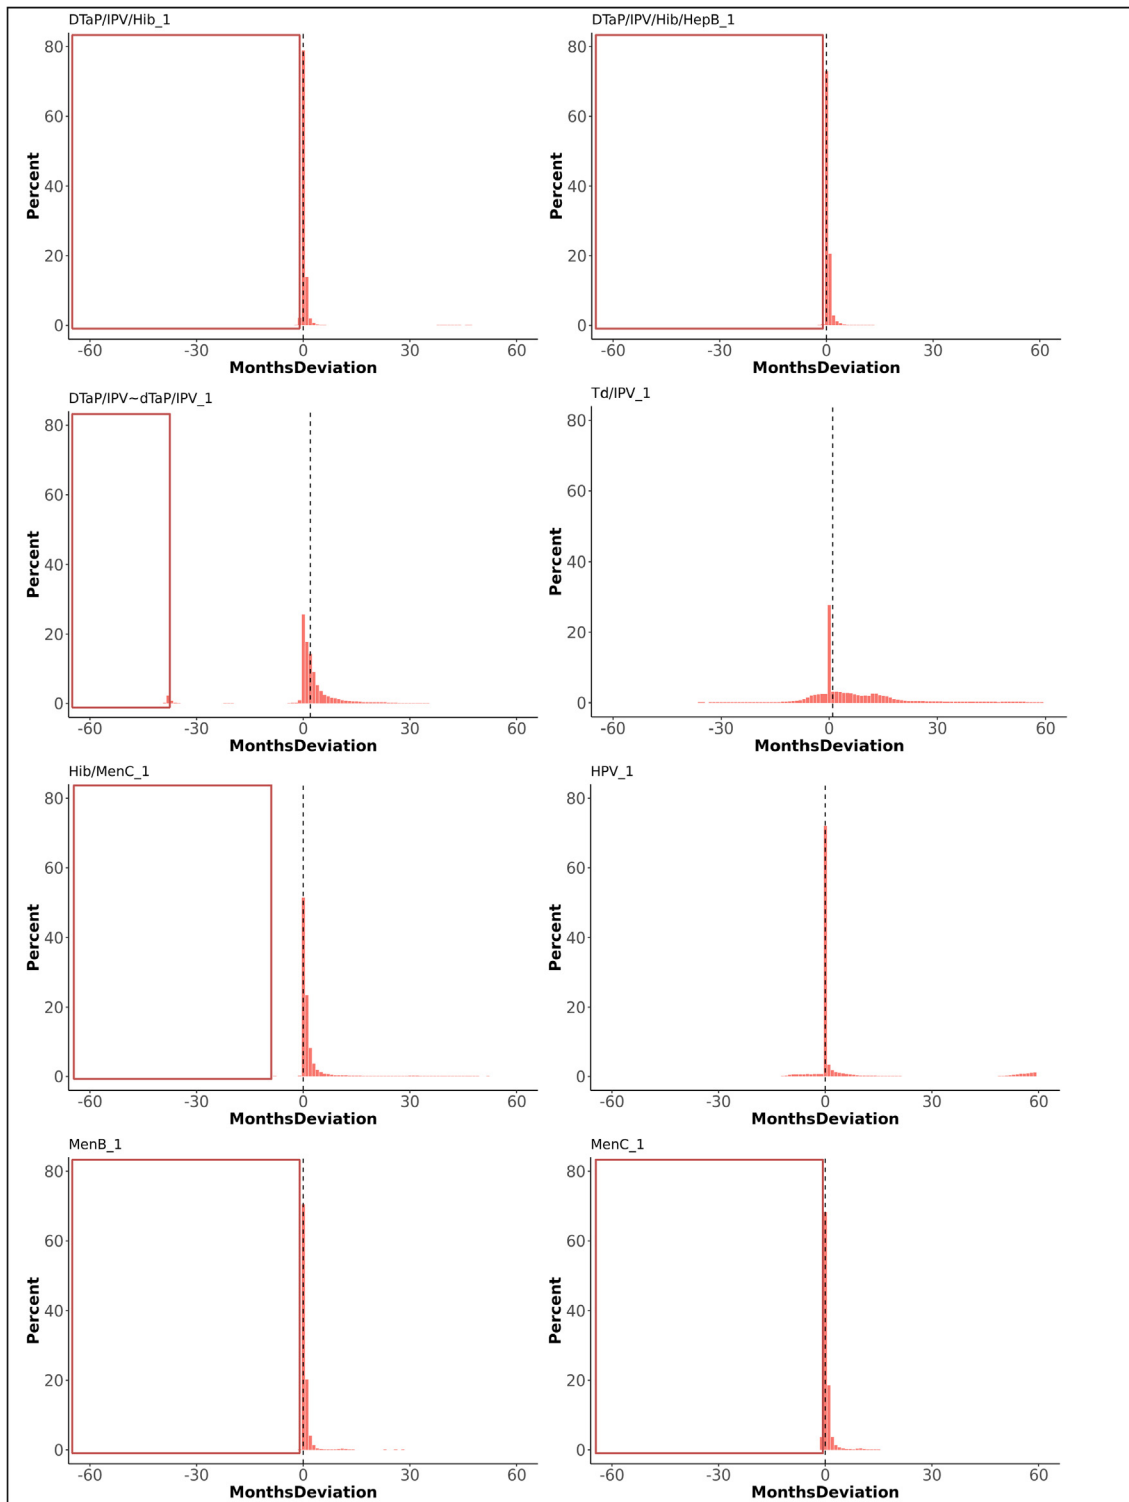 DTaP/IPV/Hib_1
80
60
40
20
0
Percent
-60 -30 0 30 60
MonthsDeviation
DTaP/IPV/Hib/HepB_1
80
60
40
20
0
Percent
-60 -30 0 30 60
MonthsDeviation
DTaP/IPV~dTaP/IPV_1
80
60
40
20
0
Percent
-60 -30 0 30 60
MonthsDeviation
Td/IPV_1
80
60
40
20
0
Percent
-60 -30 0 30 60
MonthsDeviation
Hib/MenC_1
80
60
40
20
0
Percent
-60 -30 0 30 60
MonthsDeviation
HPV_1
80
60
40
20
0
Percent
-60 -30 0 30 60
MonthsDeviation
MenB_1
80
60
40
20
0
Percent
-60 -30 0 30 60
MonthsDeviation
MenC_1
80
60
40
20
0
Percent
-60 -30 0 30 60
MonthsDeviation